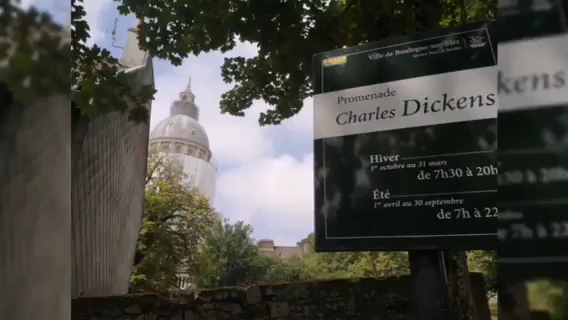 Ville de Boulogne-sur-Mer
Promenade
Charles Dickens
Hiver
1er octobre au 31 mars
de 7h30 à 20h
Été
1er avril au 30 septembre
de 7h à 22